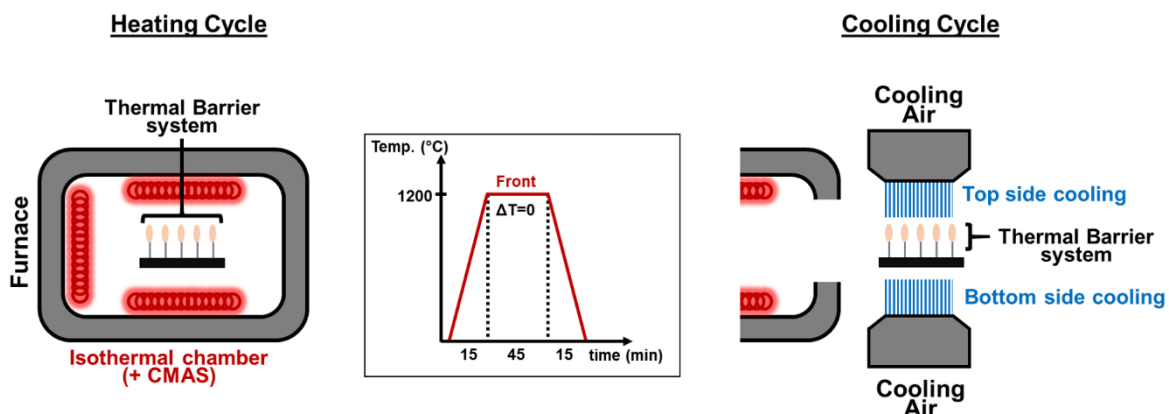 Heating Cycle
Thermal Barrier
system
Furnace
Isothermal chamber
(+ CMAS)
Temp. (°C)
Front
1200
ΔT=0
15 45 15 time (min)
Cooling Cycle
Cooling
Air
Top side cooling
Thermal Barrier
system
Bottom side cooling
Cooling
Air